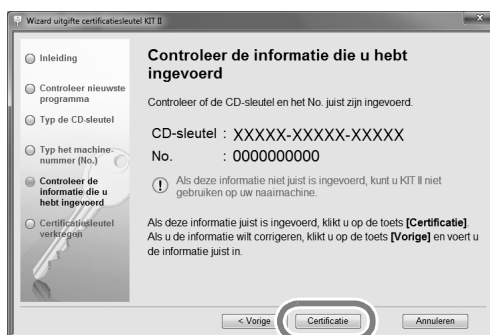 Wizard uitgifte certificatiesleutel KIT II
Inleiding
Controleer nieuwste
programma
Typ de CD-sleutel
Typ het machine-
nummer (No.)
Controleer de
informatie die u
hebt ingevoerd
Certificatiesleutel
verkregen
Controleer de informatie die u hebt
ingevoerd
Controleer of de CD-sleutel en het No. juist zijn ingevoerd.
CD-sleutel : XXXXX-XXXXX-XXXXX
No. : 0000000000
Als deze informatie niet juist is ingevoerd, kunt u KIT II niet
gebruiken op uw naaimachine.
Als deze informatie juist is ingevoerd, klikt u op de toets [Certificatie].
Als u de informatie wilt corrigeren, klikt u op de toets [Vorige] en voert u
de informatie juist in.
< Vorige
Certificatie
Annuleren